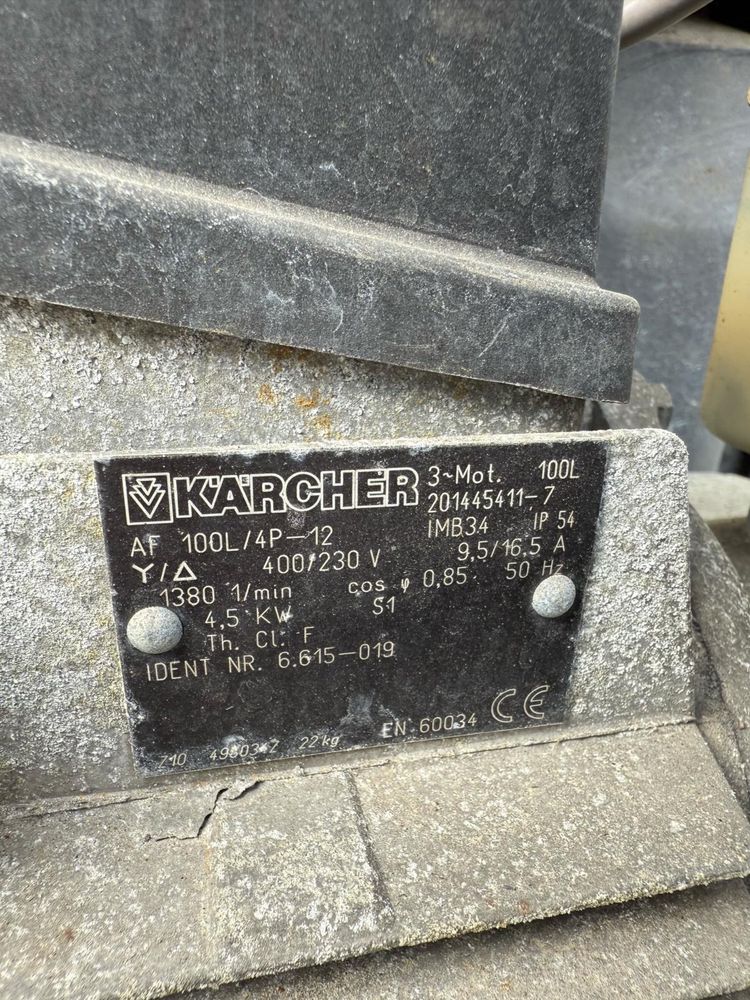 KÄRCHER 3~Mot. 100L
201445411-7
AF 100L/4P-12 IMB34 IP 54
Y/△ 400/230 V 9,5/16,5 A
1380 1/min cos φ 0,85 50 Hz
4,5 KW S1
Th. Cl. F
IDENT NR. 6.615-019
EN 60034 CE
710 22kg